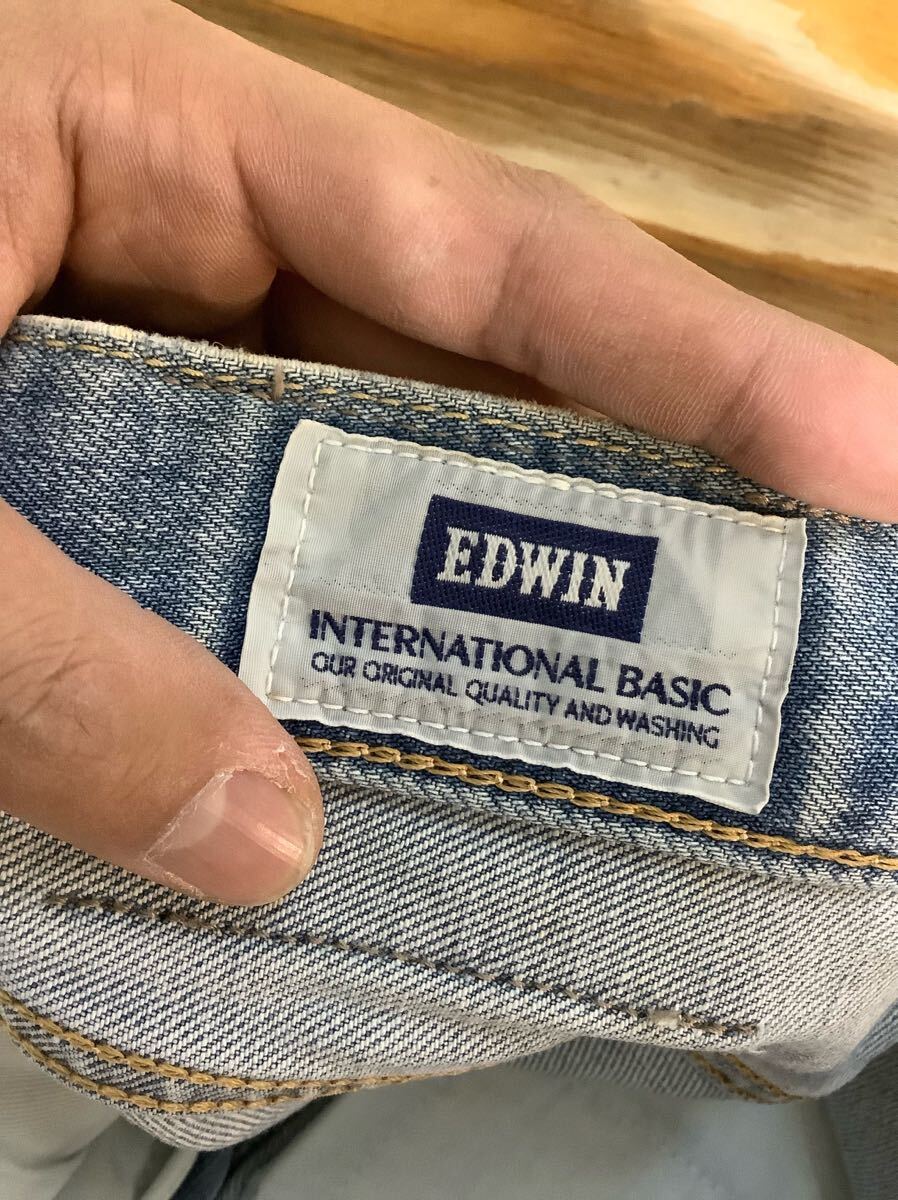 EDWIN
INTERNATIONAL BASIC
OUR ORIGINAL QUALITY AND WASHING